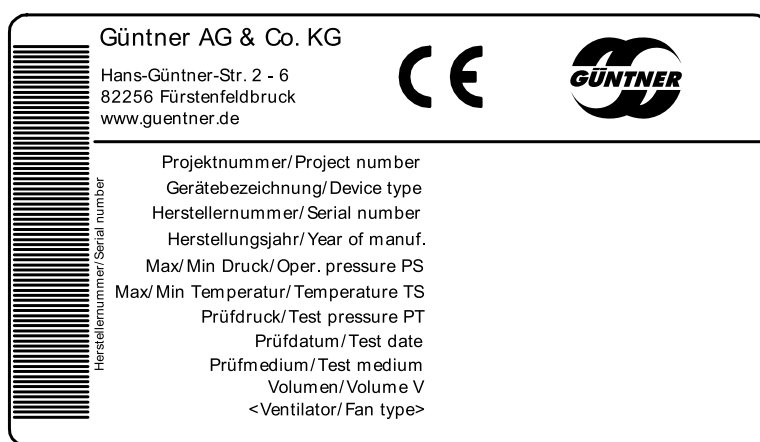 Güntner AG & Co. KG
Hans-Güntner-Str. 2 - 6
82256 Fürstenfeldbruck
www.guentner.de
CE
GÜNTNER
Herstellernummer/Serial number
Projektnummer/Project number
Gerätebezeichnung/Device type
Herstellernummer/Serial number
Herstellungsjahr/Year of manuf.
Max/Min Druck/Oper. pressure PS
Max/Min Temperatur/Temperature TS
Prüfdruck/Test pressure PT
Prüfdatum/Test date
Prüfmedium/Test medium
Volumen/Volume V
<Ventilator/Fan type>